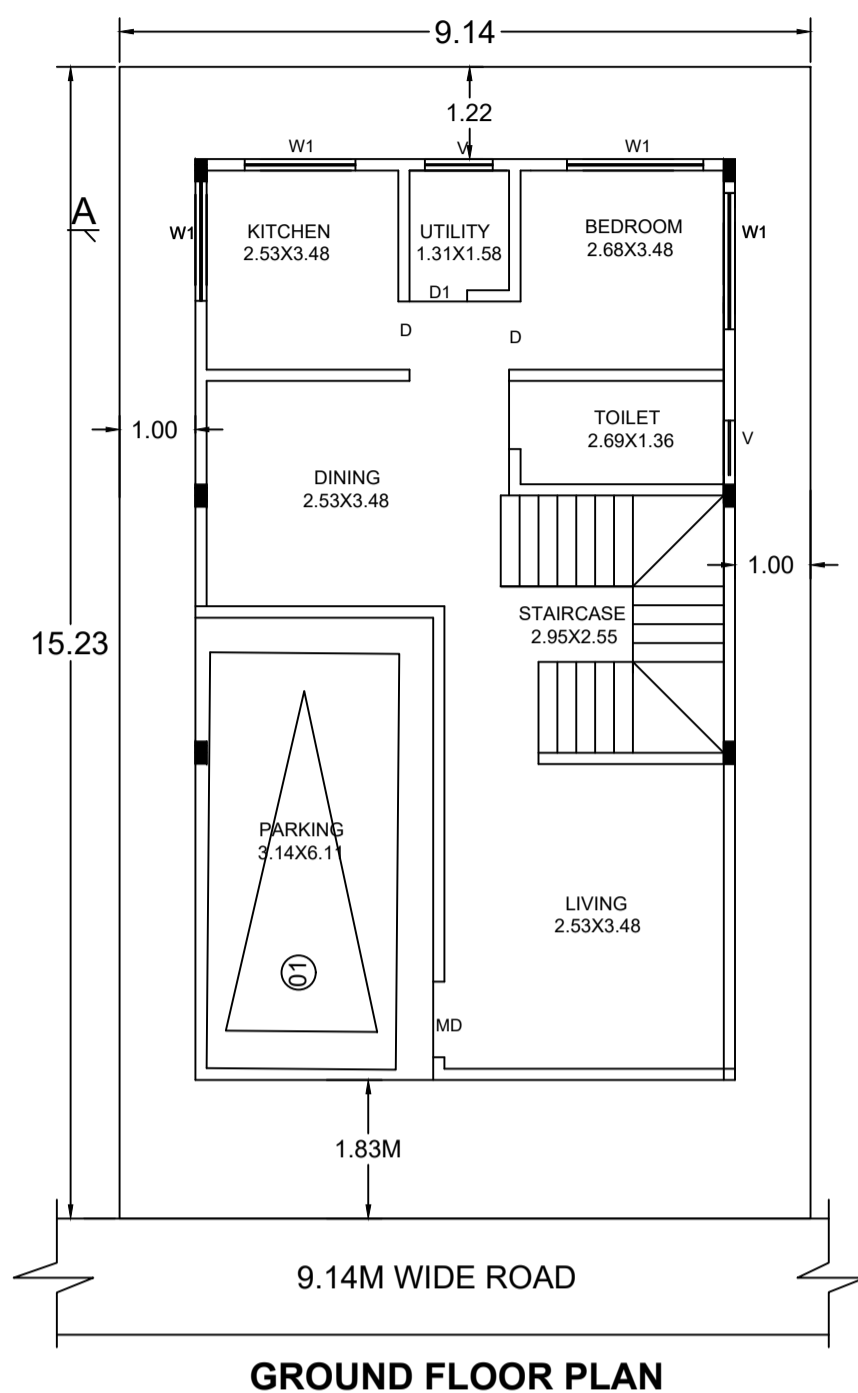 9.14
1.22
W1
V
W1
A
W1
KITCHEN
2.53X3.48
UTILITY
1.31X1.58
BEDROOM
2.68X3.48
W1
D1
D
D
TOILET
2.69X1.36
V
1.00
DINING
2.53X3.48
1.00
STAIRCASE
2.95X2.55
15.23
PARKING
3.14X6.11
LIVING
2.53X3.48
01
MD
1.83M
9.14M WIDE ROAD
GROUND FLOOR PLAN